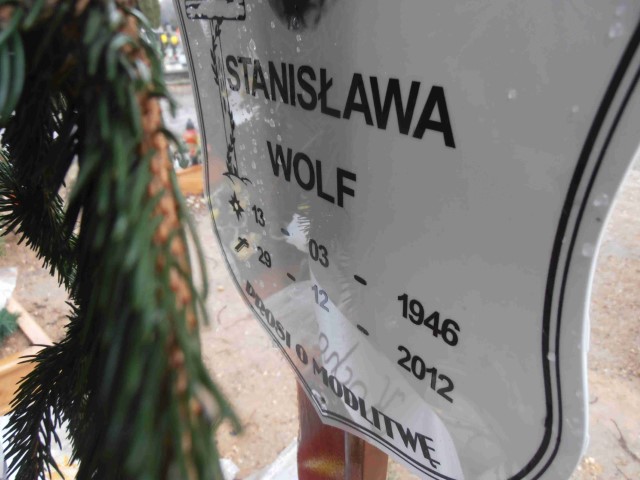 STANISŁAWA
WOLF
13 - 03 - 1946
29 - 12 - 2012
PROSI O MODLITWĘ